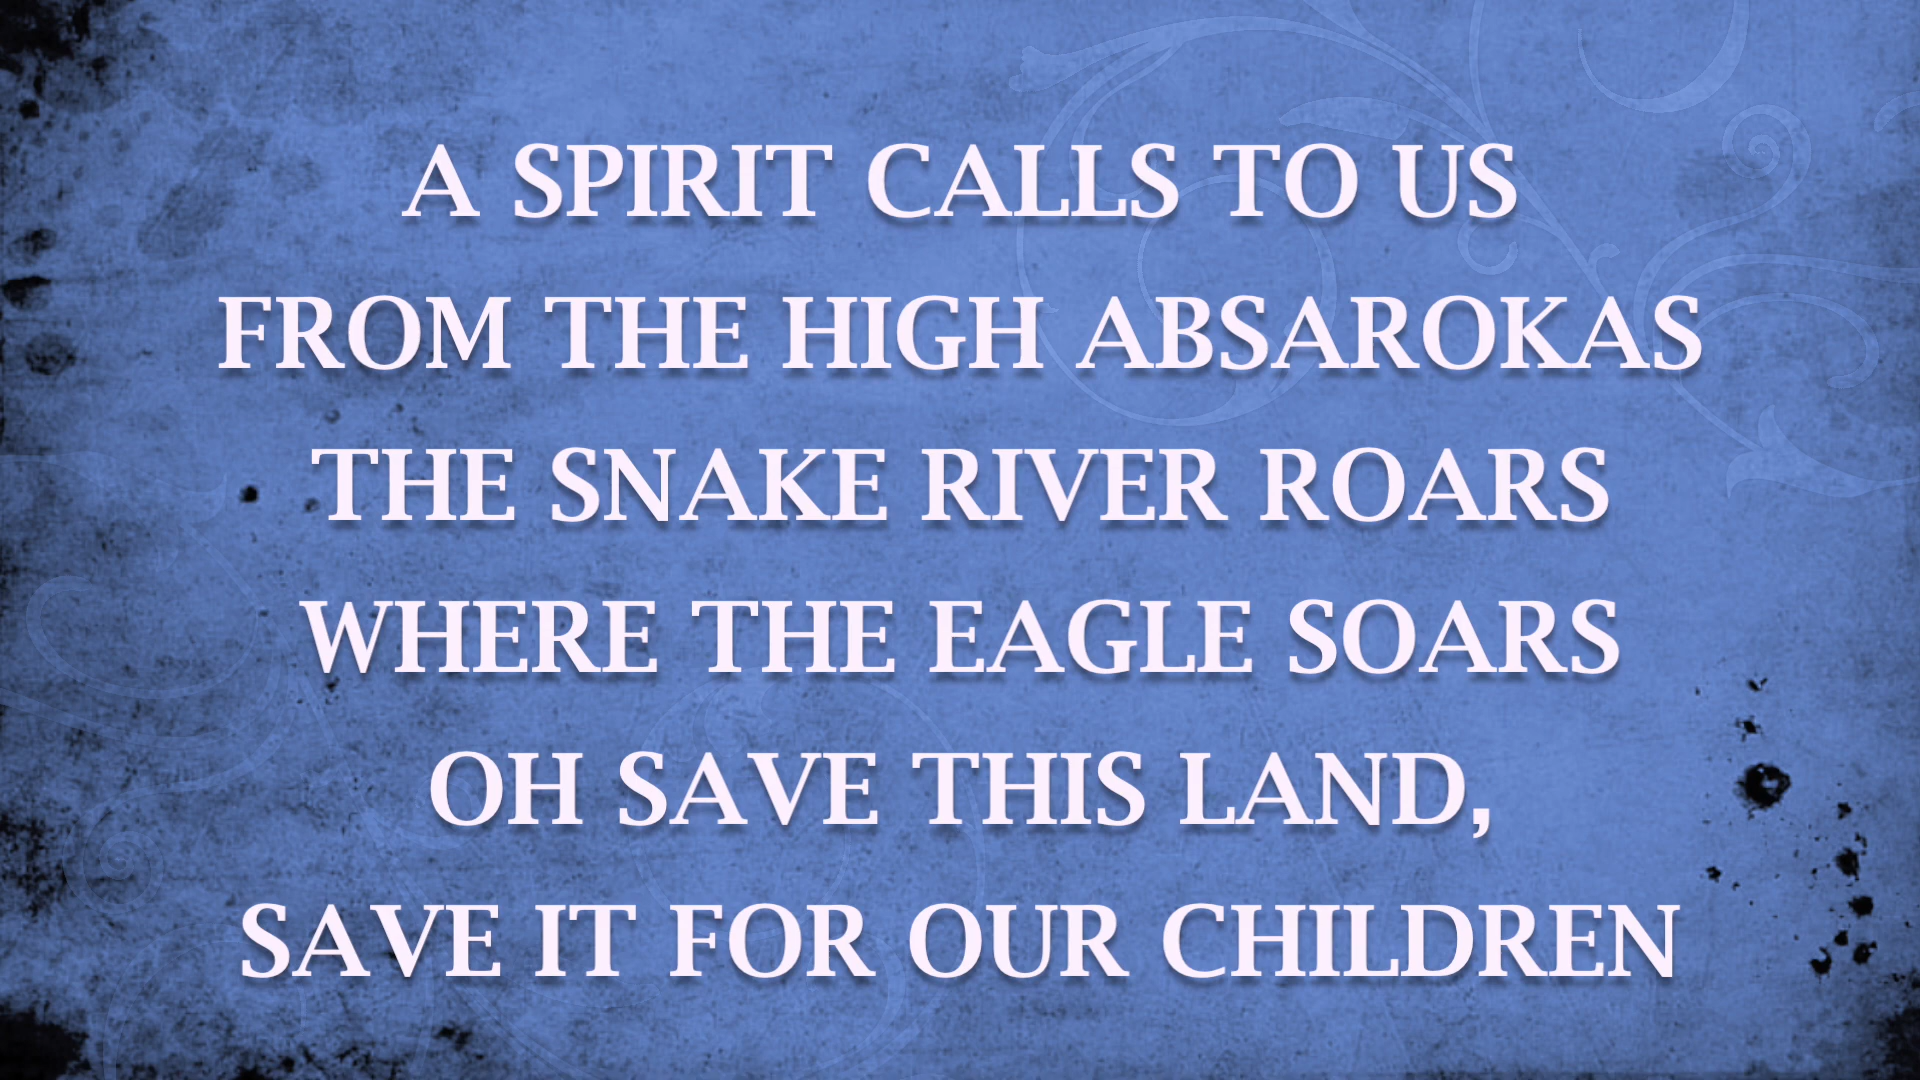 A SPIRIT CALLS TO US
FROM THE HIGH ABSAROKAS
THE SNAKE RIVER ROARS
WHERE THE EAGLE SOARS
OH SAVE THIS LAND,
SAVE IT FOR OUR CHILDREN